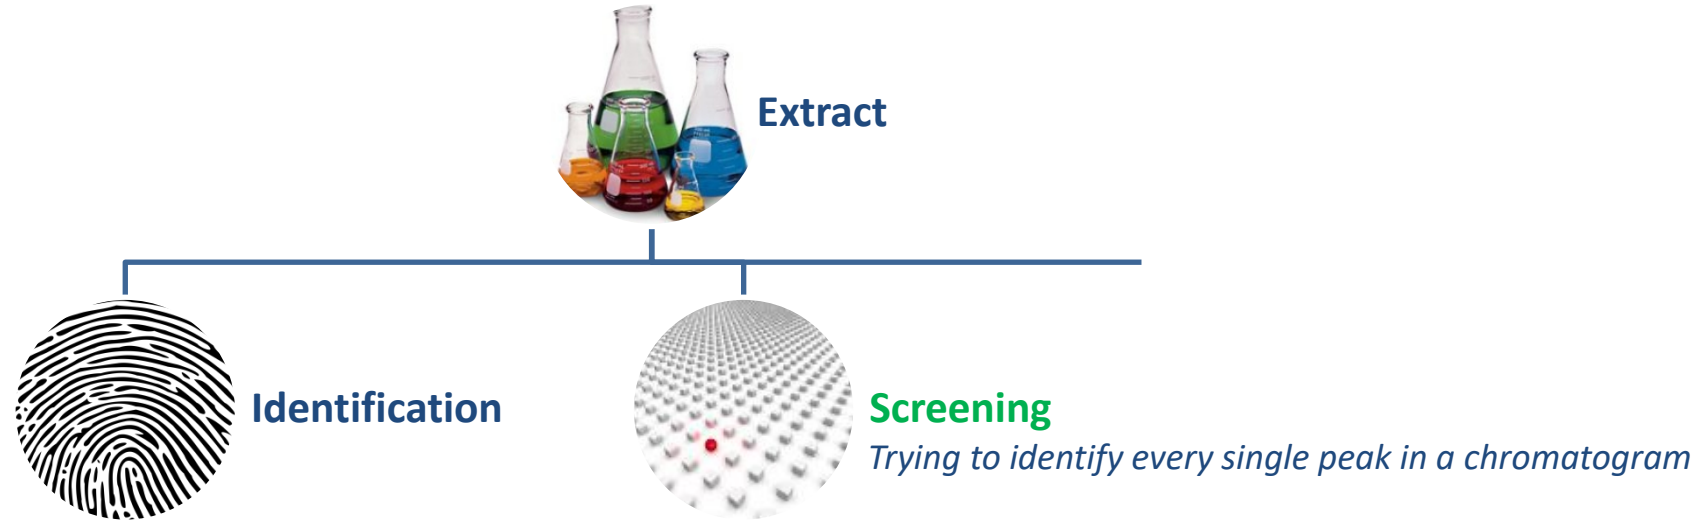 Extract
Identification
Screening
Trying to identify every single peak in a chromatogram